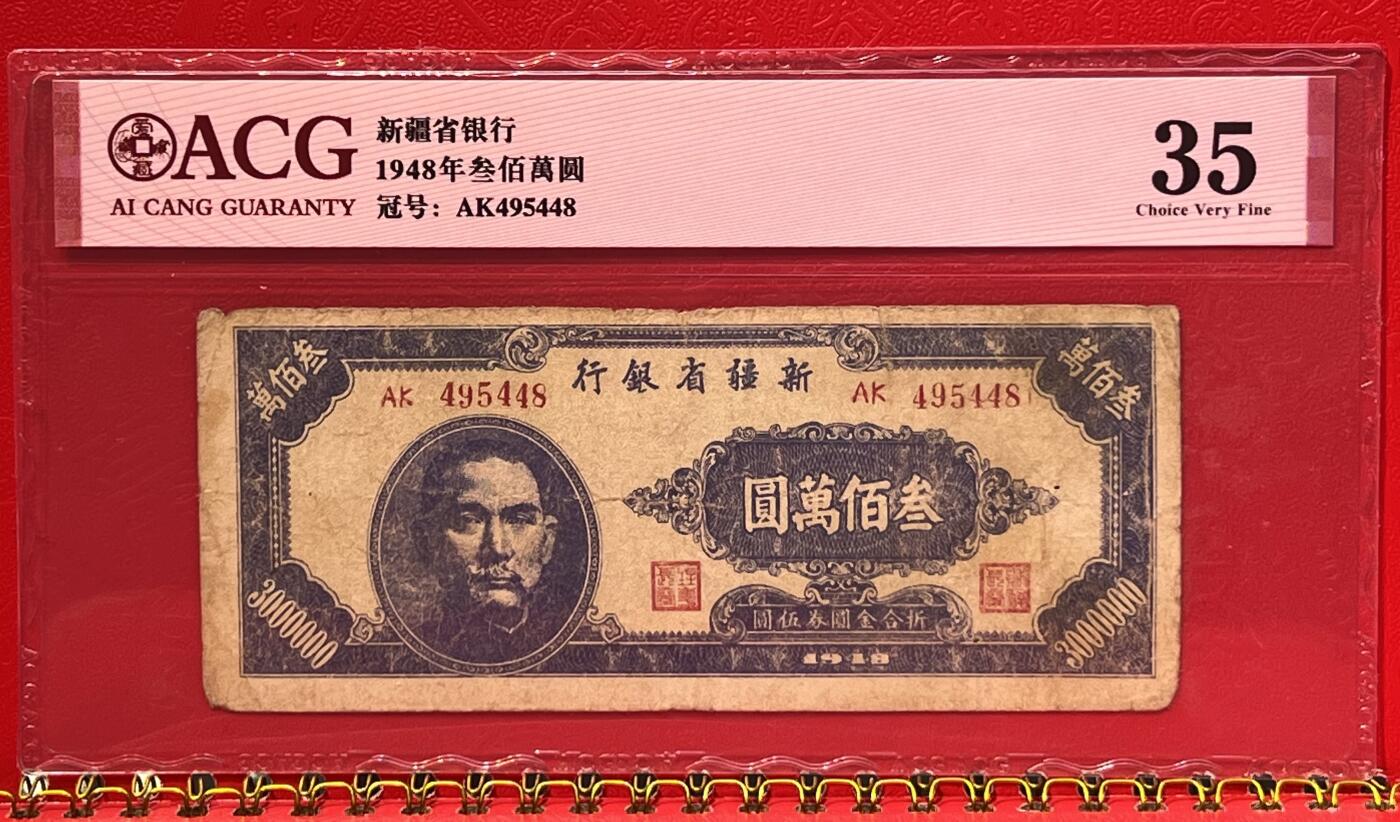 ACG
AI CANG GUARANTY
新疆省银行
1948年叁佰萬圆
冠号：AK495448
35
Choice Very Fine
叁佰萬
叁佰萬
新疆省銀行
AK 495448
AK 495448
叁佰萬圓
折合金圓券伍圓
3000000
3000000
1948